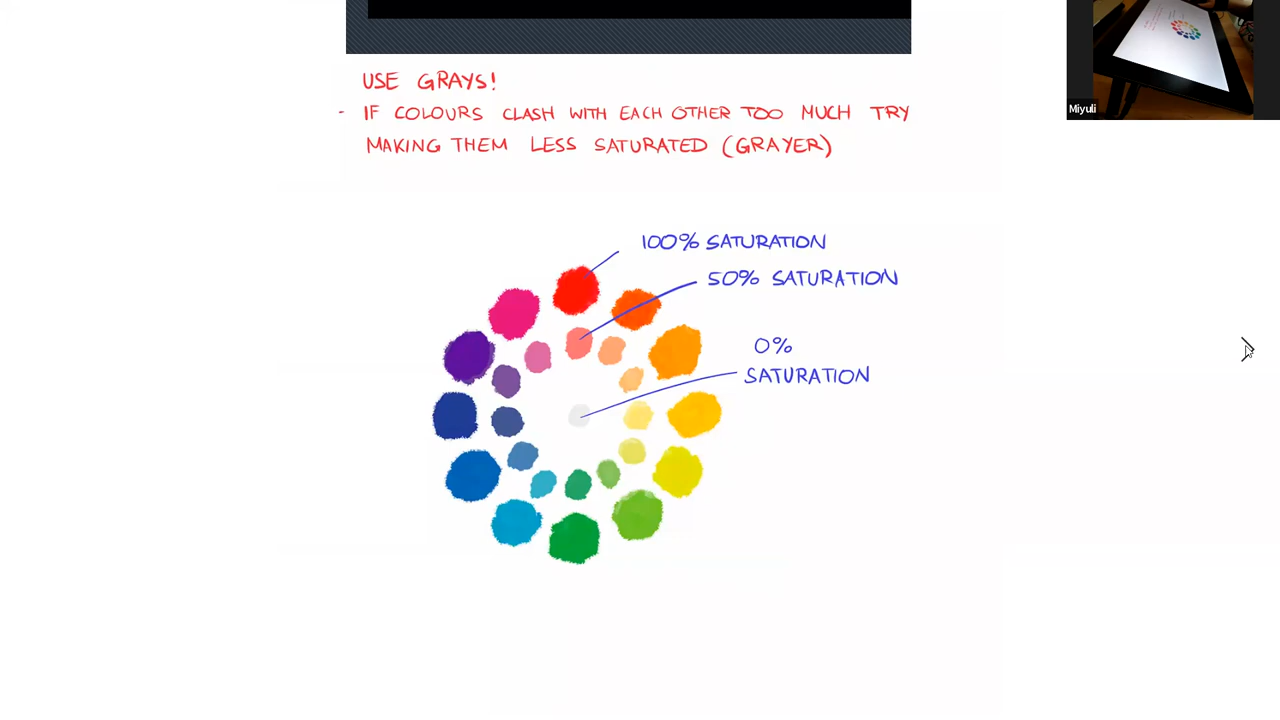 USE GRAYS!
- IF COLOURS CLASH WITH EACH OTHER TOO MUCH TRY
MAKING THEM LESS SATURATED (GRAYER)
100% SATURATION
50% SATURATION
0%
SATURATION
Miyuli